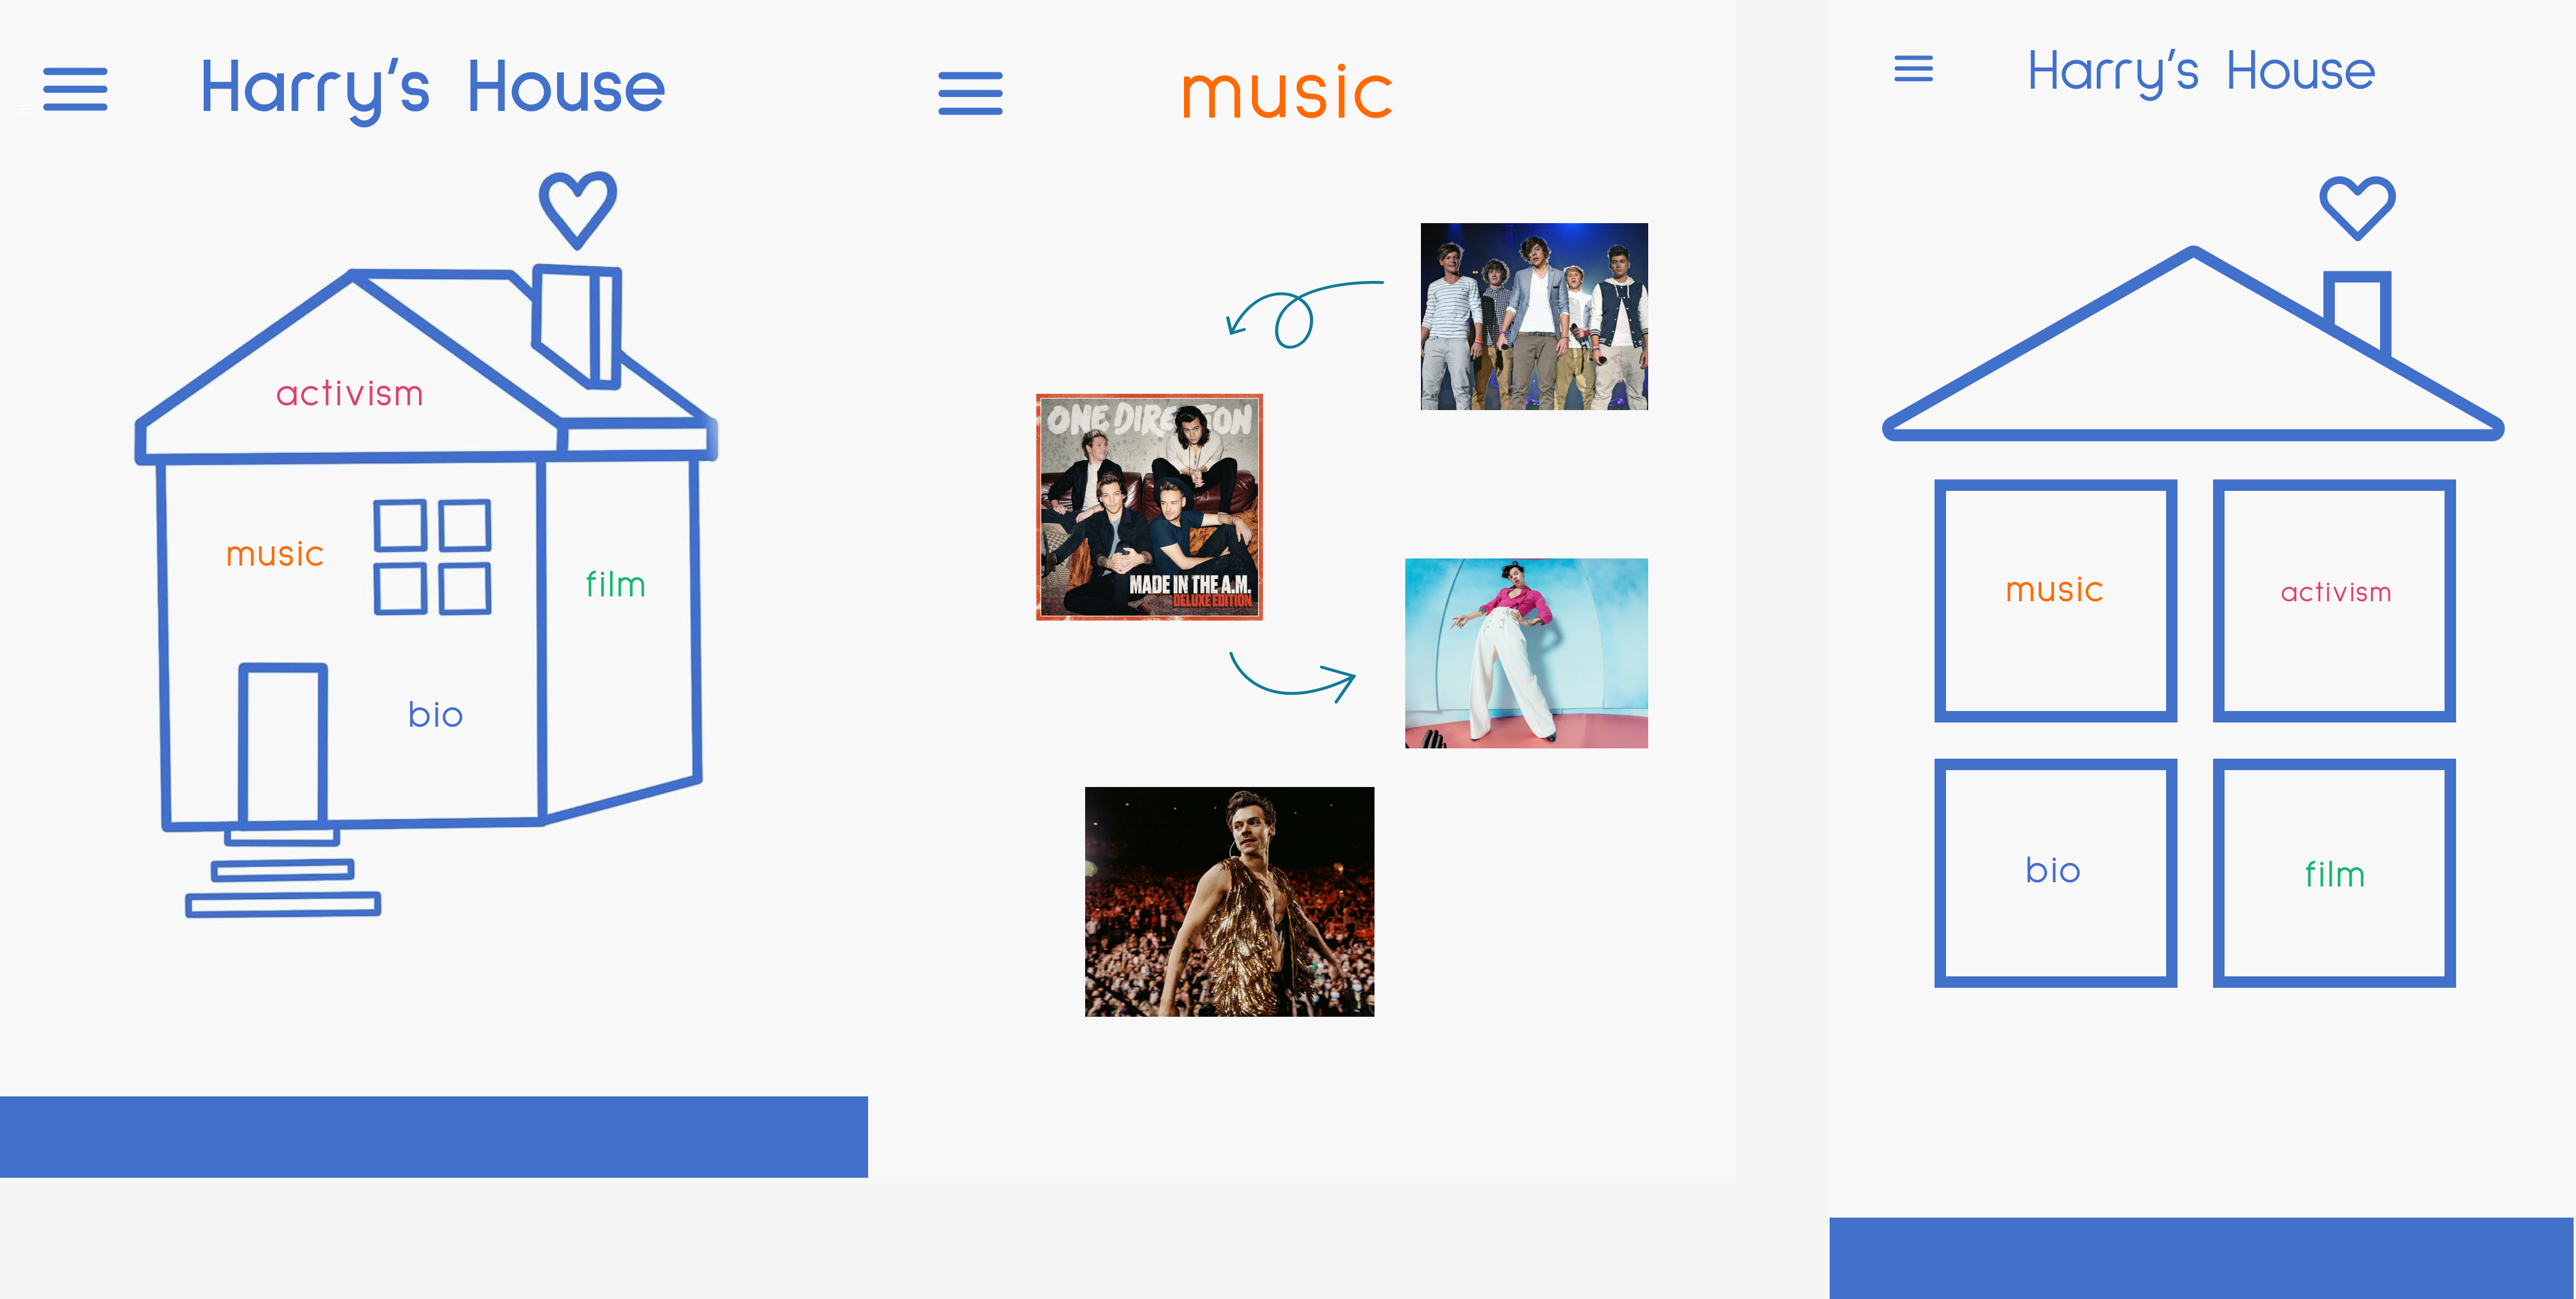 Harry's House
activism
music
film
bio
music
ONE DIRECTION
MADE IN THE A.M.
DELUXE EDITION
Harry's House
music
activism
bio
film